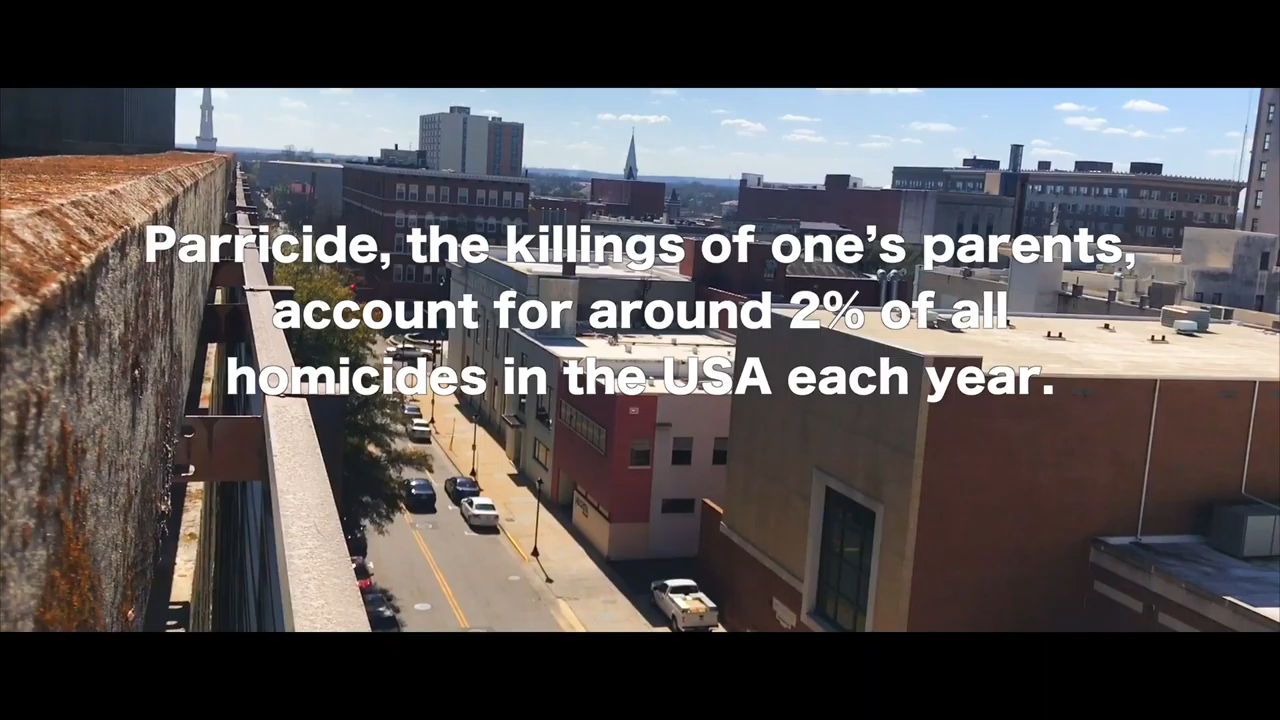 Parricide, the killings of one’s parents,
account for around 2% of all
homicides in the USA each year.